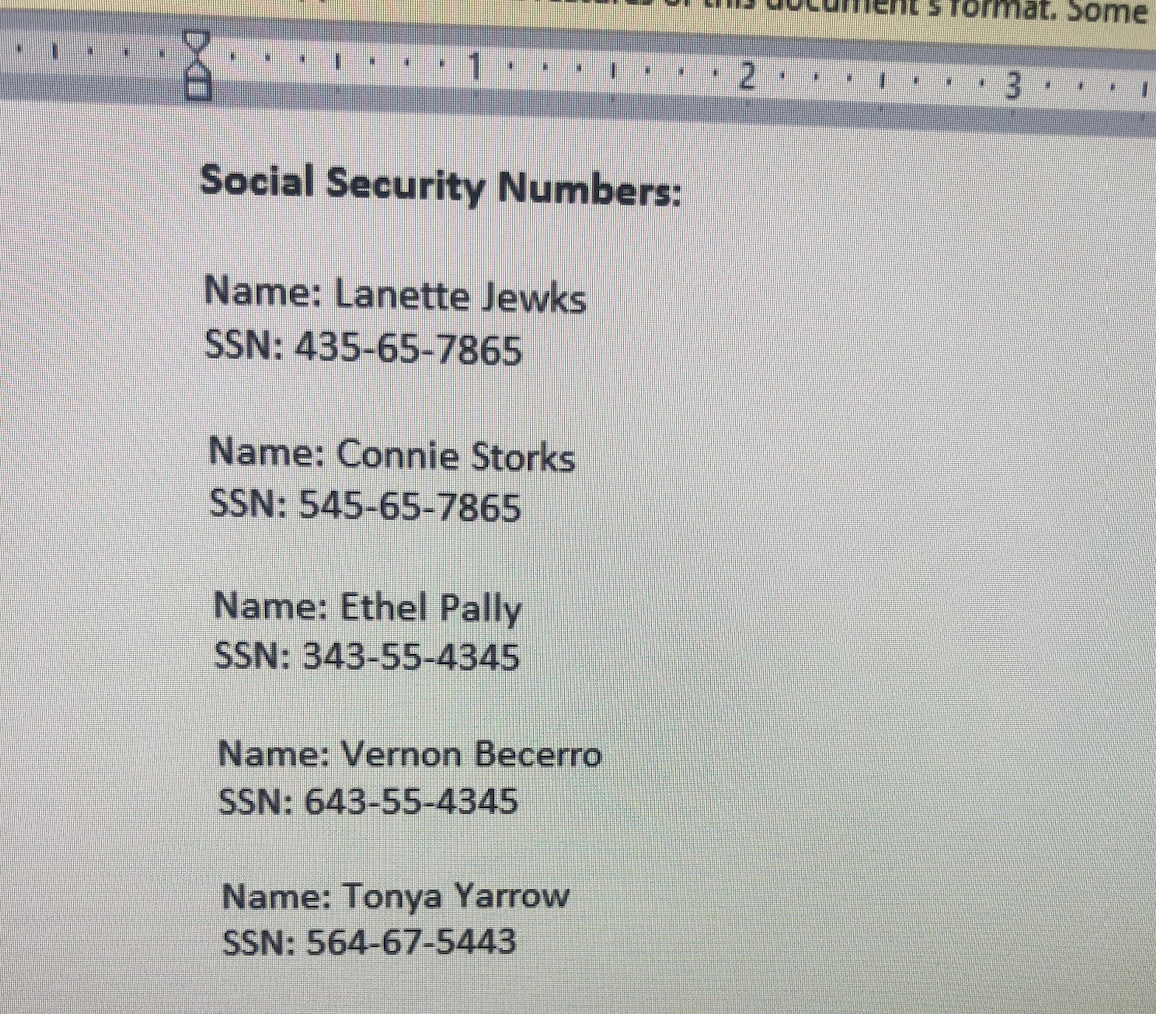 of this document's format. Some
1 2 3
Social Security Numbers:
Name: Lanette Jewks
SSN: 435-65-7865
Name: Connie Storks
SSN: 545-65-7865
Name: Ethel Pally
SSN: 343-55-4345
Name: Vernon Becerro
SSN: 643-55-4345
Name: Tonya Yarrow
SSN: 564-67-5443